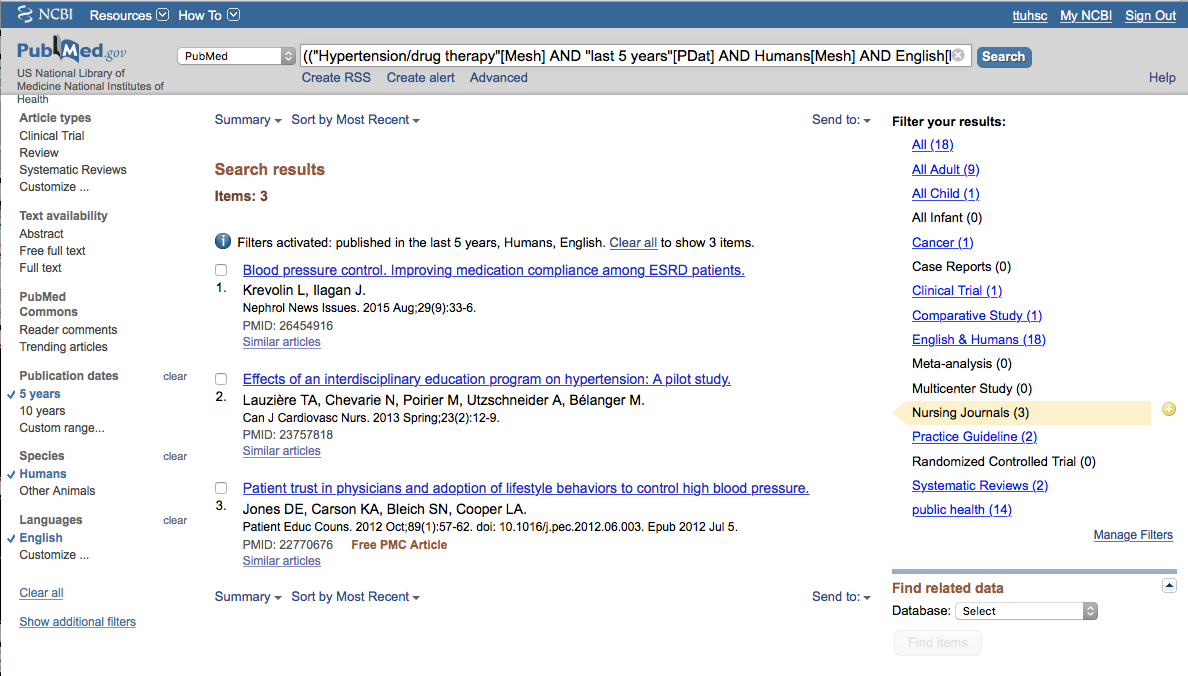 NCBI Resources How To ttuhsc My NCBI Sign Out
PubMed.gov
US National Library of
Medicine National Institutes of
Health
PubMed
(("Hypertension/drug therapy"[Mesh] AND "last 5 years"[PDat] AND Humans[Mesh] AND English[l
Search
Create RSS Create alert Advanced
Help
Article types
Clinical Trial
Review
Systematic Reviews
Customize ...
Text availability
Abstract
Free full text
Full text
PubMed
Commons
Reader comments
Trending articles
Publication dates clear
5 years
10 years
Custom range...
Species clear
Humans
Other Animals
Languages clear
English
Customize ...
Clear all
Show additional filters
Summary Sort by Most Recent Send to:
Search results
Items: 3
Filters activated: published in the last 5 years, Humans, English. Clear all to show 3 items.
Blood pressure control. Improving medication compliance among ESRD patients.
1. Krevolin L, Ilagan J.
Nephrol News Issues. 2015 Aug;29(9):33-6.
PMID: 26454916
Similar articles
Effects of an interdisciplinary education program on hypertension: A pilot study.
2. Lauzière TA, Chevarie N, Poirier M, Utzschneider A, Bélanger M.
Can J Cardiovasc Nurs. 2013 Spring;23(2):12-9.
PMID: 23757818
Similar articles
Patient trust in physicians and adoption of lifestyle behaviors to control high blood pressure.
3. Jones DE, Carson KA, Bleich SN, Cooper LA.
Patient Educ Couns. 2012 Oct;89(1):57-62. doi: 10.1016/j.pec.2012.06.003. Epub 2012 Jul 5.
PMID: 22770676 Free PMC Article
Similar articles
Summary Sort by Most Recent Send to:
Filter your results:
All (18)
All Adult (9)
All Child (1)
All Infant (0)
Cancer (1)
Case Reports (0)
Clinical Trial (1)
Comparative Study (1)
English & Humans (18)
Meta-analysis (0)
Multicenter Study (0)
Nursing Journals (3)
Practice Guideline (2)
Randomized Controlled Trial (0)
Systematic Reviews (2)
public health (14)
Manage Filters
Find related data
Database: Select
Find items